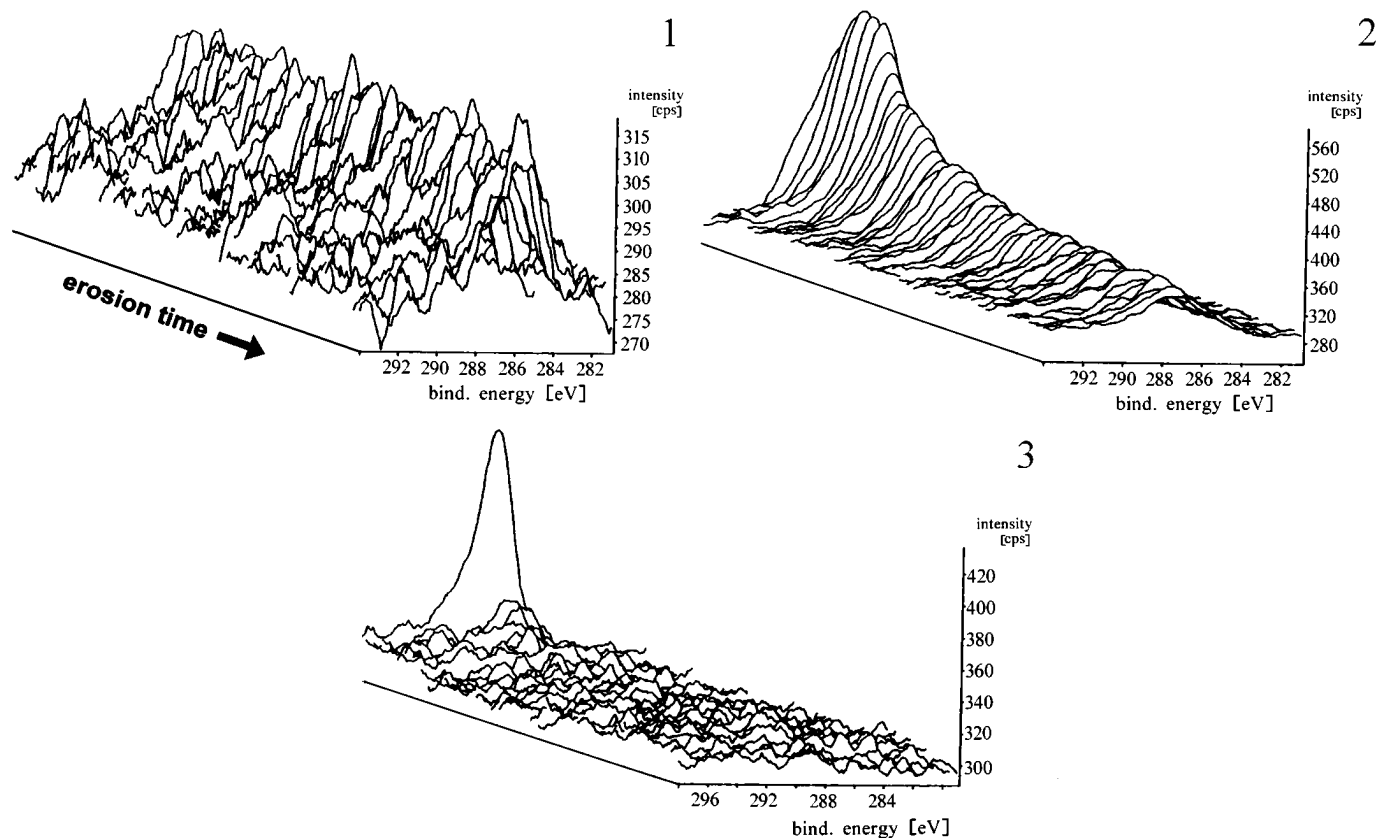 1
intensity
[cps]
315
310
305
300
295
290
285
280
275
270
erosion time
292 290 288 286 284 282
bind. energy [eV]
2
intensity
[cps]
560
520
480
440
400
360
320
280
292 290 288 286 284 282
bind. energy [eV]
3
intensity
[cps]
420
400
380
360
340
320
300
296 292 288 284
bind. energy [eV]